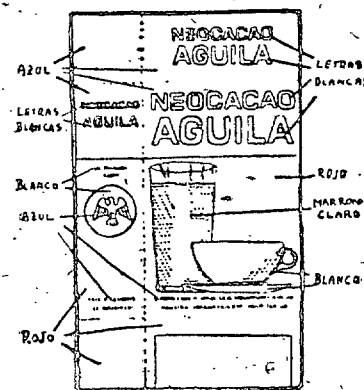 NEOCACAO
AGUILA
AZUL
LETRAS
BLANCAS
NEOCACAO
AGUILA
NEOCACAO
AGUILA
LETRAS
BLANCAS
BLANCO
AZUL
ROJO
MARRON
CLARO
BLANCO
ROJO